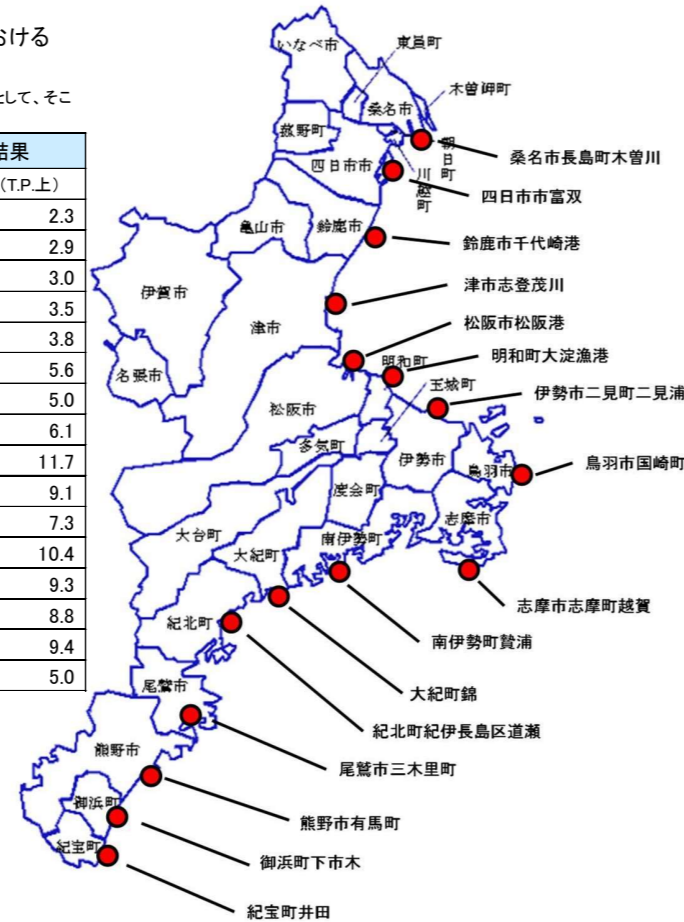 おける
として、そこ
結果
(T.P.上)
2.3
2.9
3.0
3.5
3.8
5.6
5.0
6.1
11.7
9.1
7.3
10.4
9.3
8.8
9.4
5.0
いなべ市
東員町
桑名市
木曽岬町
菰野町
朝日町
四日市市
川越町
桑名市長島町木曽川
四日市市富双
亀山市
鈴鹿市
鈴鹿市千代崎港
伊賀市
津市
津市志登茂川
松阪市松阪港
名張市
明和町
明和町大淀漁港
玉城町
伊勢市二見町二見浦
松阪市
多気町
伊勢市
鳥羽市
鳥羽市国崎町
度会町
志摩市
大台町
大紀町
南伊勢町
志摩市志摩町越賀
紀北町
南伊勢町贄浦
大紀町錦
尾鷲市
紀北町紀伊長島区道瀬
熊野市
尾鷲市三木里町
御浜町
熊野市有馬町
紀宝町
御浜町下市木
紀宝町井田